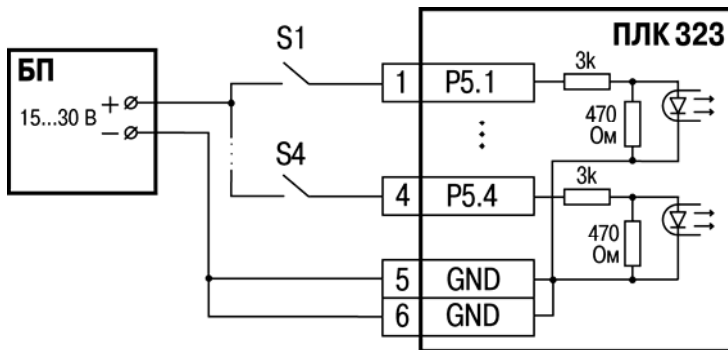 ПЛК 323
S1
БП
3k
1 P5.1
+
15...30 В
470
Ом
–
S4
3k
4 P5.4
470
Ом
5 GND
6 GND